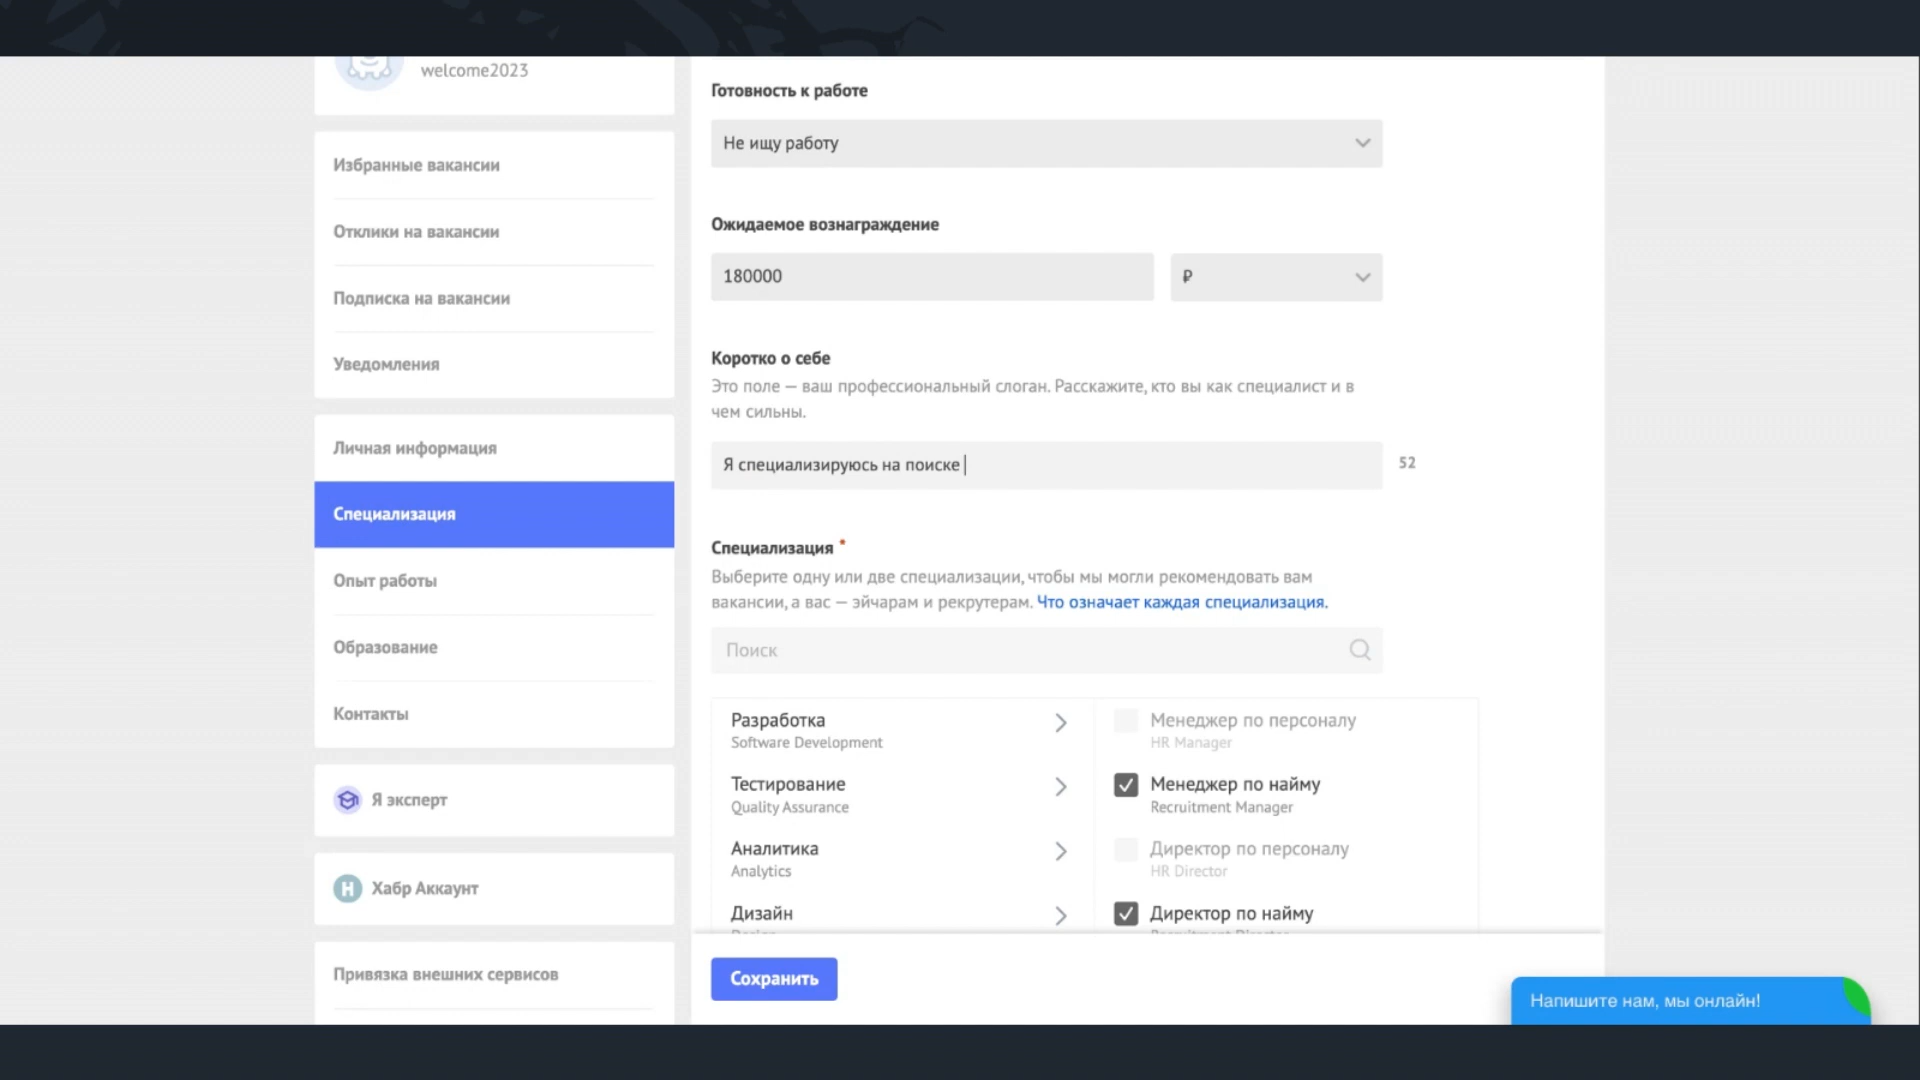 welcome2023
Избранные вакансии
Отклики на вакансии
Подписка на вакансии
Уведомления
Личная информация
Специализация
Опыт работы
Образование
Контакты
Я эксперт
H Хабр Аккаунт
Привязка внешних сервисов
Готовность к работе
Не ищу работу
Ожидаемое вознаграждение
180000 ₽
Коротко о себе
Это поле — ваш профессиональный слоган. Расскажите, кто вы как специалист и в
чем сильны.
Я специализируюсь на поиске 52
Специализация *
Выберите одну или две специализации, чтобы мы могли рекомендовать вам
вакансии, а вас — эйчарам и рекрутерам. Что означает каждая специализация.
Поиск
Разработка
Software Development
Тестирование
Quality Assurance
Аналитика
Analytics
Дизайн
Design
Менеджер по персоналу
HR Manager
Менеджер по найму
Recruitment Manager
Директор по персоналу
HR Director
Директор по найму
Recruitment Director
Сохранить
Напишите нам, мы онлайн!